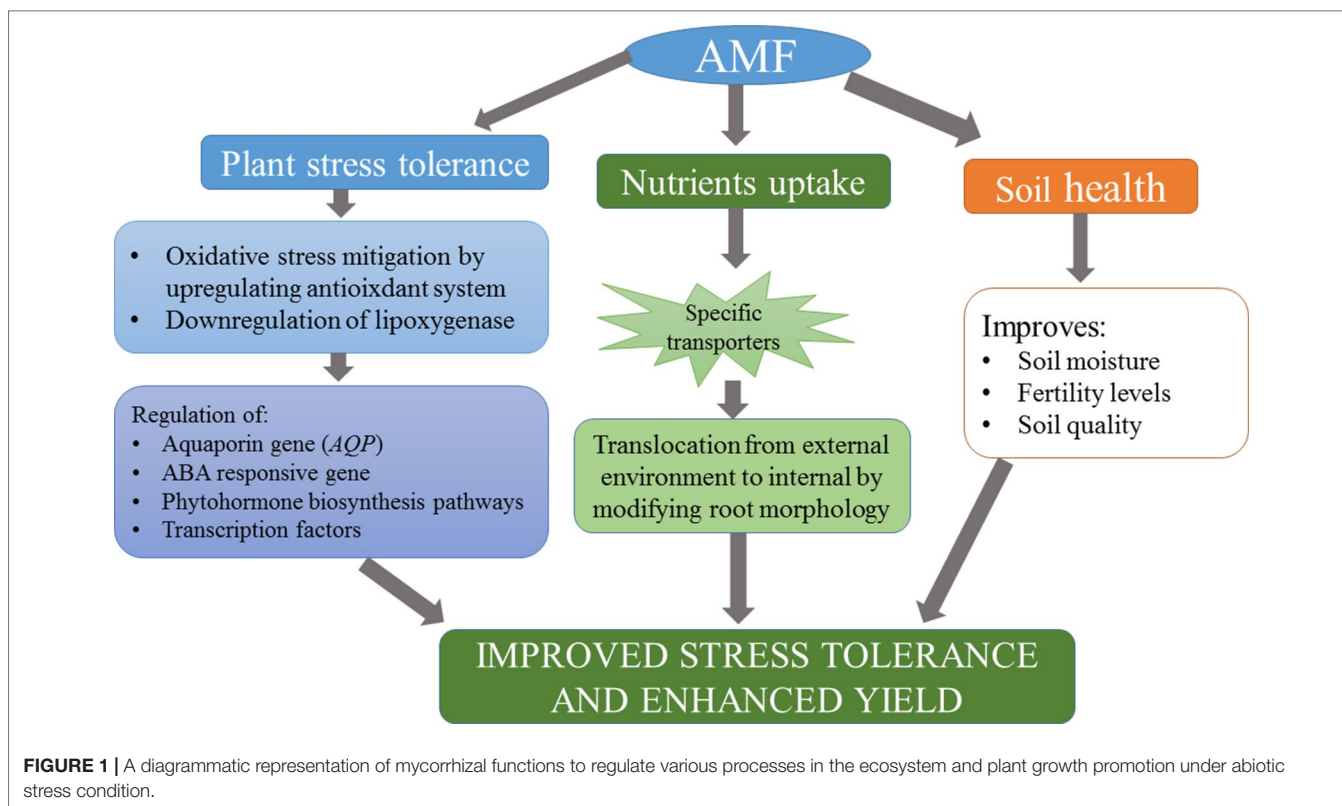 AMF
Plant stress tolerance
• Oxidative stress mitigation by
upregulating antioixdant system
• Downregulation of lipoxygenase
Regulation of:
• Aquaporin gene (AQP)
• ABA responsive gene
• Phytohormone biosynthesis pathways
• Transcription factors
Nutrients uptake
Specific
transporters
Translocation from external
environment to internal by
modifying root morphology
Soil health
Improves:
• Soil moisture
• Fertility levels
• Soil quality
IMPROVED STRESS TOLERANCE
AND ENHANCED YIELD
FIGURE 1 | A diagrammatic representation of mycorrhizal functions to regulate various processes in the ecosystem and plant growth promotion under abiotic
stress condition.